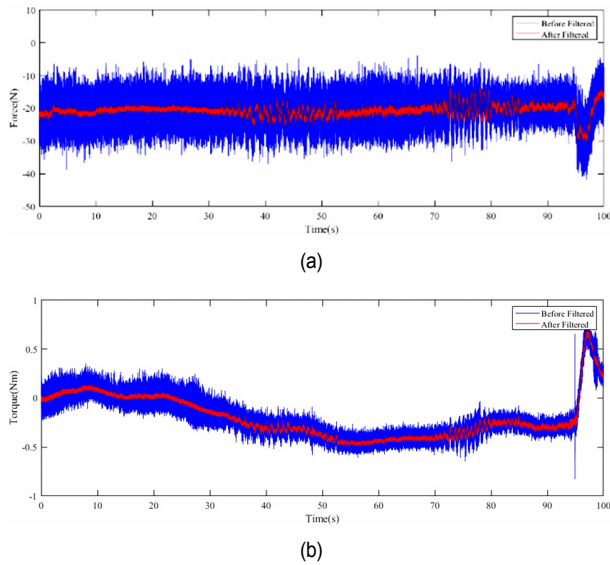 20
10
0
-10
-20
-30
-40
-50
Force(N)
Before Filtered
After Filtered
0 10 20 30 40 50 60 70 80 90 100
Time(s)
(a)
1
0.5
0
-0.5
-1
Torque(Nm)
Before Filtered
After Filtered
0 10 20 30 40 50 60 70 80 90 100
Time(s)
(b)